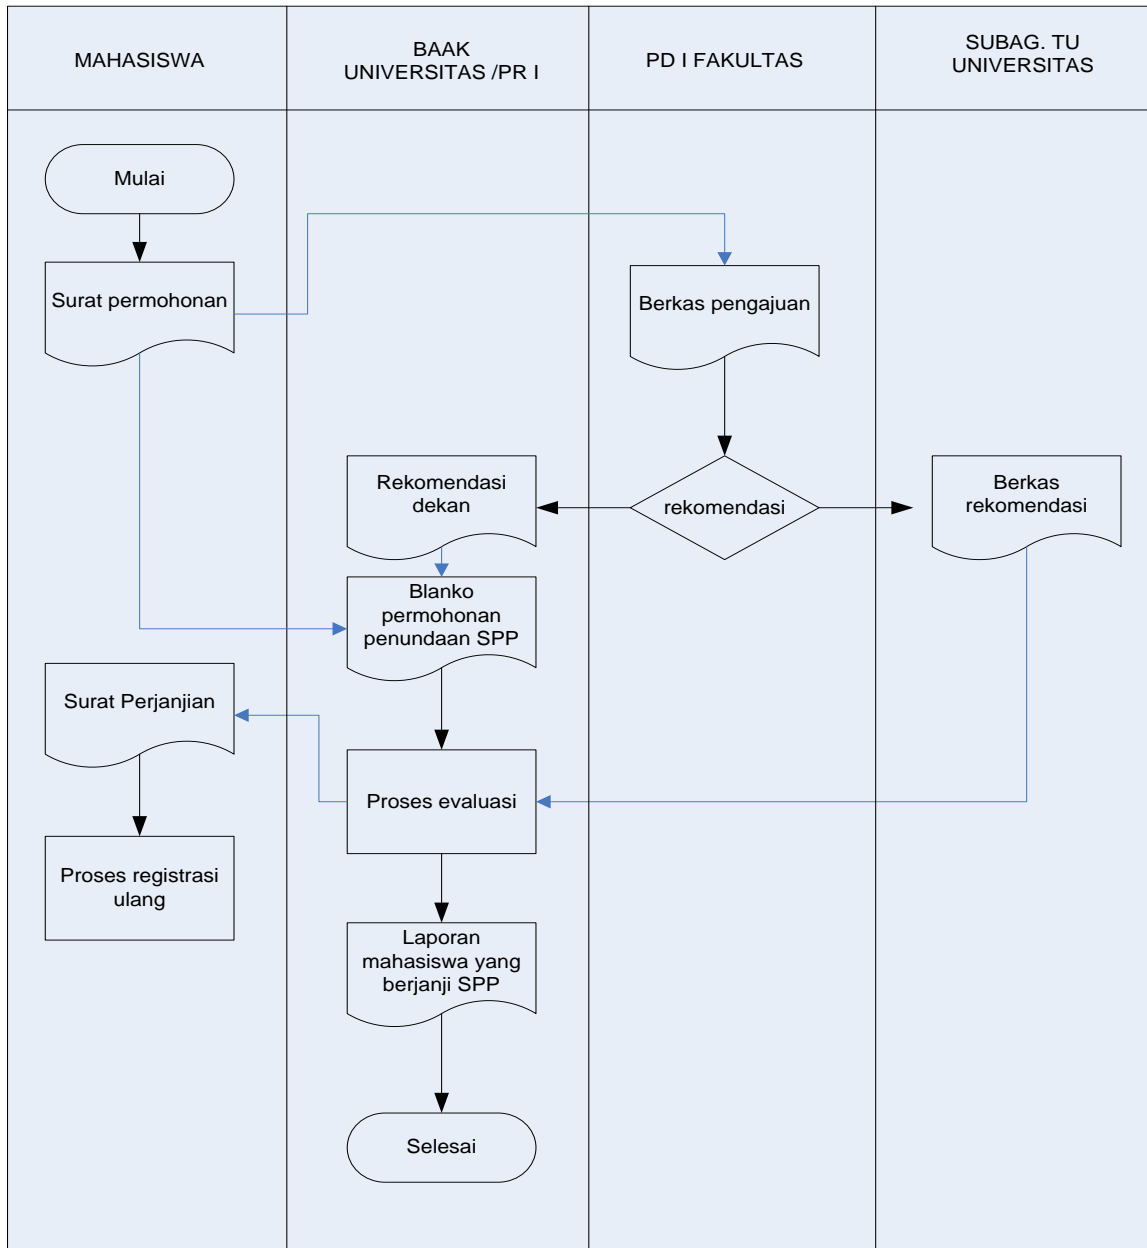 MAHASISWA
BAAK
UNIVERSITAS /PR I
PD I FAKULTAS
SUBAG. TU
UNIVERSITAS
Mulai
Surat permohonan
Berkas pengajuan
Rekomendasi
dekan
rekomendasi
Berkas
rekomendasi
Blanko
permohonan
penundaan SPP
Surat Perjanjian
Proses evaluasi
Proses registrasi
ulang
Laporan
mahasiswa yang
berjanji SPP
Selesai